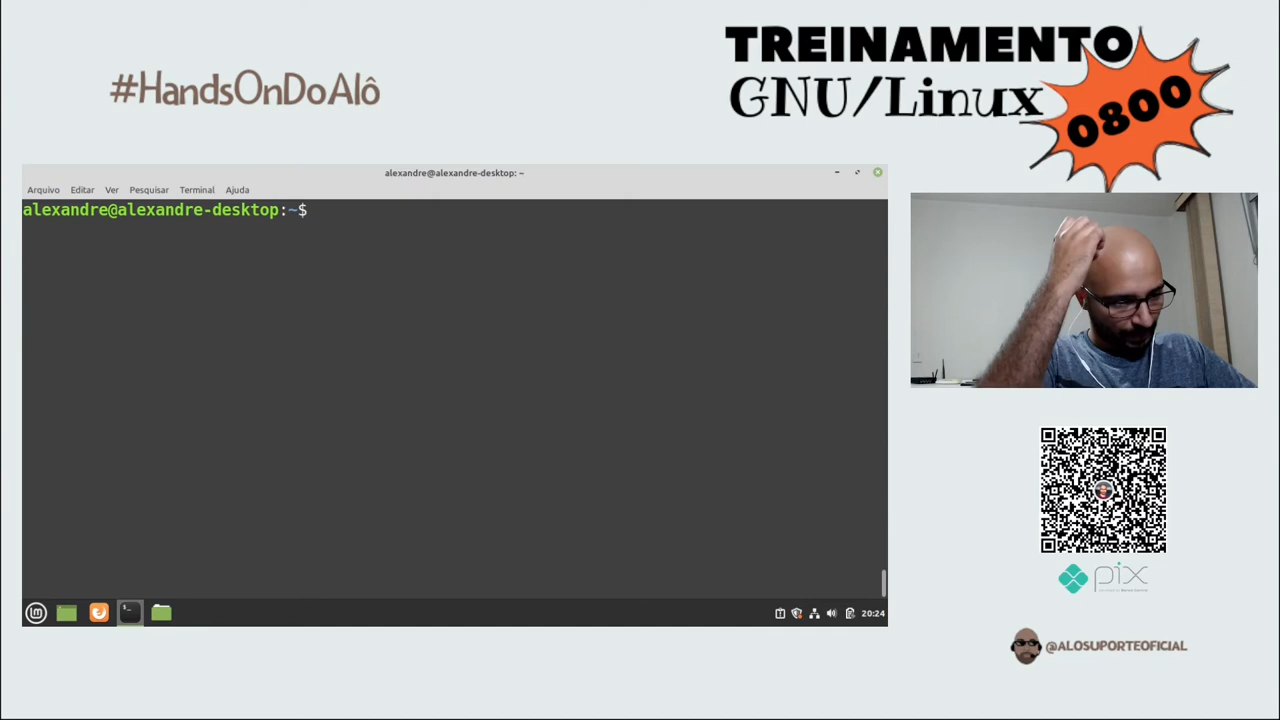 #HandsOnDoAlô
TREINAMENTO
GNU/Linux
0800
alexandre@alexandre-desktop: ~
Arquivo Editar Ver Pesquisar Terminal Ajuda
alexandre@alexandre-desktop:~$
20:24
pix
@ALOSUPORTEOFICIAL